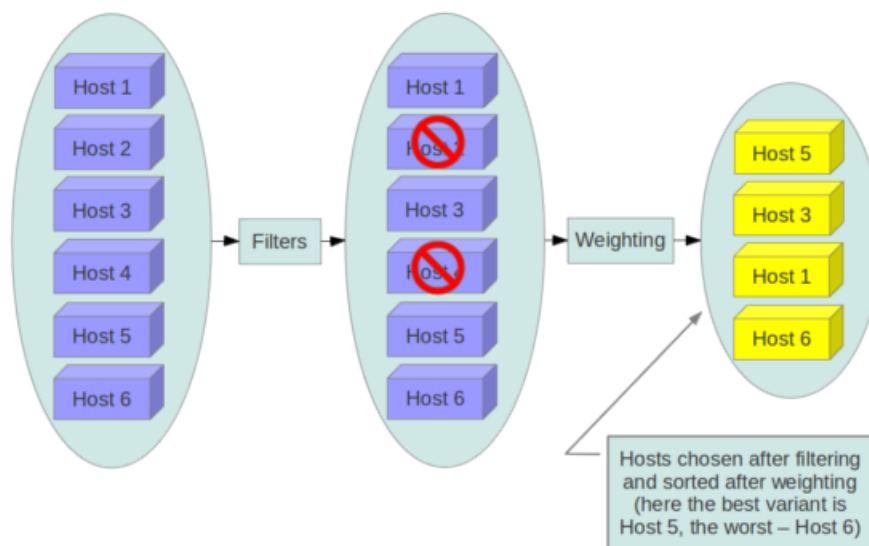 Host 1
Host 2
Host 3
Host 4
Host 5
Host 6
Filters
Host 1
Host 3
Host 5
Host 6
Weighting
Host 5
Host 3
Host 1
Host 6
Hosts chosen after filtering
and sorted after weighting
(here the best variant is
Host 5, the worst – Host 6)